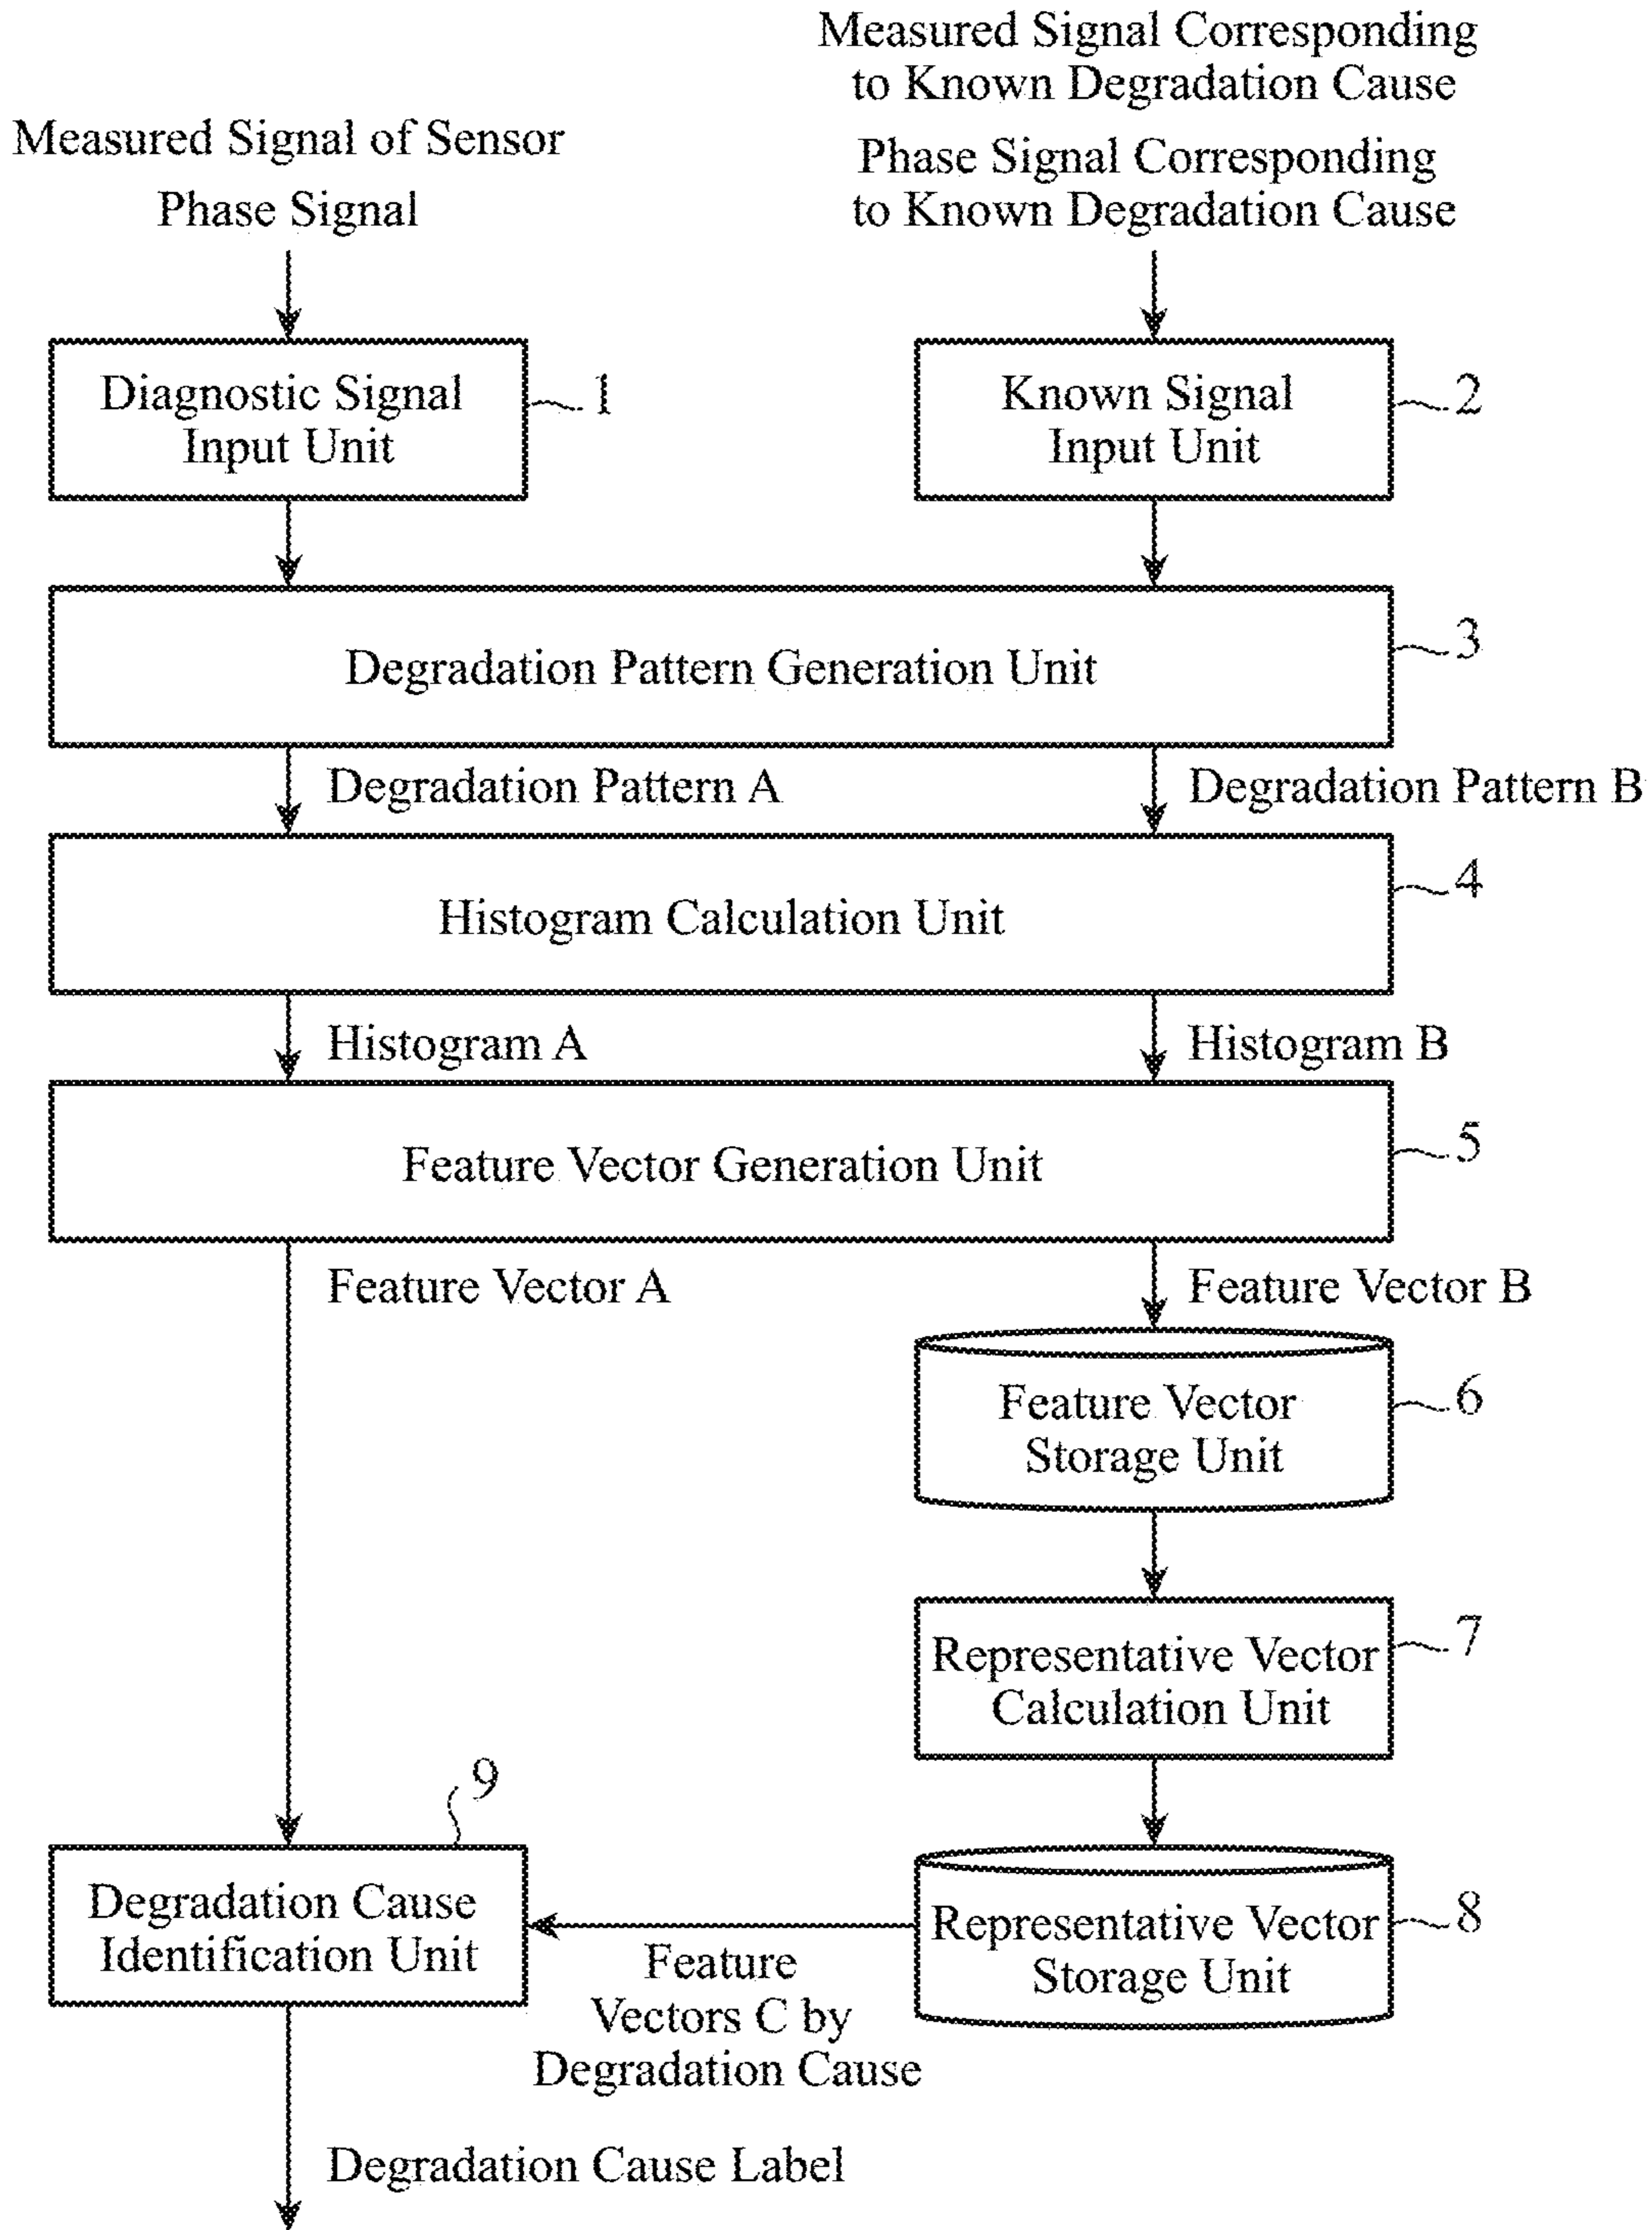 Measured Signal Corresponding
to Known Degradation Cause
Measured Signal of Sensor
Phase Signal
Phase Signal Corresponding
to Known Degradation Cause
Diagnostic Signal
Input Unit
1
Known Signal
Input Unit
2
Degradation Pattern Generation Unit
3
Degradation Pattern A
Degradation Pattern B
Histogram Calculation Unit
4
Histogram A
Histogram B
Feature Vector Generation Unit
5
Feature Vector A
Feature Vector B
Feature Vector
Storage Unit
6
Representative Vector
Calculation Unit
7
9
Degradation Cause
Identification Unit
Representative Vector
Storage Unit
8
Feature
Vectors C by
Degradation Cause
Degradation Cause Label